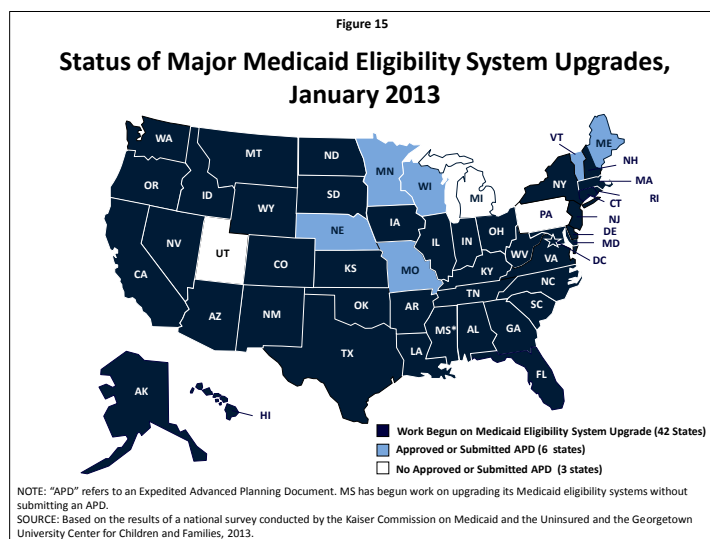 Figure 15
Status of Major Medicaid Eligibility System Upgrades,
January 2013
WA
OR
CA
NV
ID
MT
WY
UT
AZ
CO
NM
ND
SD
NE
KS
OK
TX
MN
IA
MO
AR
LA
WI
IL
MI
IN
OH
KY
TN
MS*
AL
GA
FL
SC
NC
VA
WV
PA
NY
VT
ME
NH
MA
RI
CT
NJ
DE
MD
DC
AK
HI
Work Begun on Medicaid Eligibility System Upgrade (42 States)
Approved or Submitted APD (6 states)
No Approved or Submitted APD (3 states)
NOTE: “APD” refers to an Expedited Advanced Planning Document. MS has begun work on upgrading its Medicaid eligibility systems without
submitting an APD.
SOURCE: Based on the results of a national survey conducted by the Kaiser Commission on Medicaid and the Uninsured and the Georgetown
University Center for Children and Families, 2013.